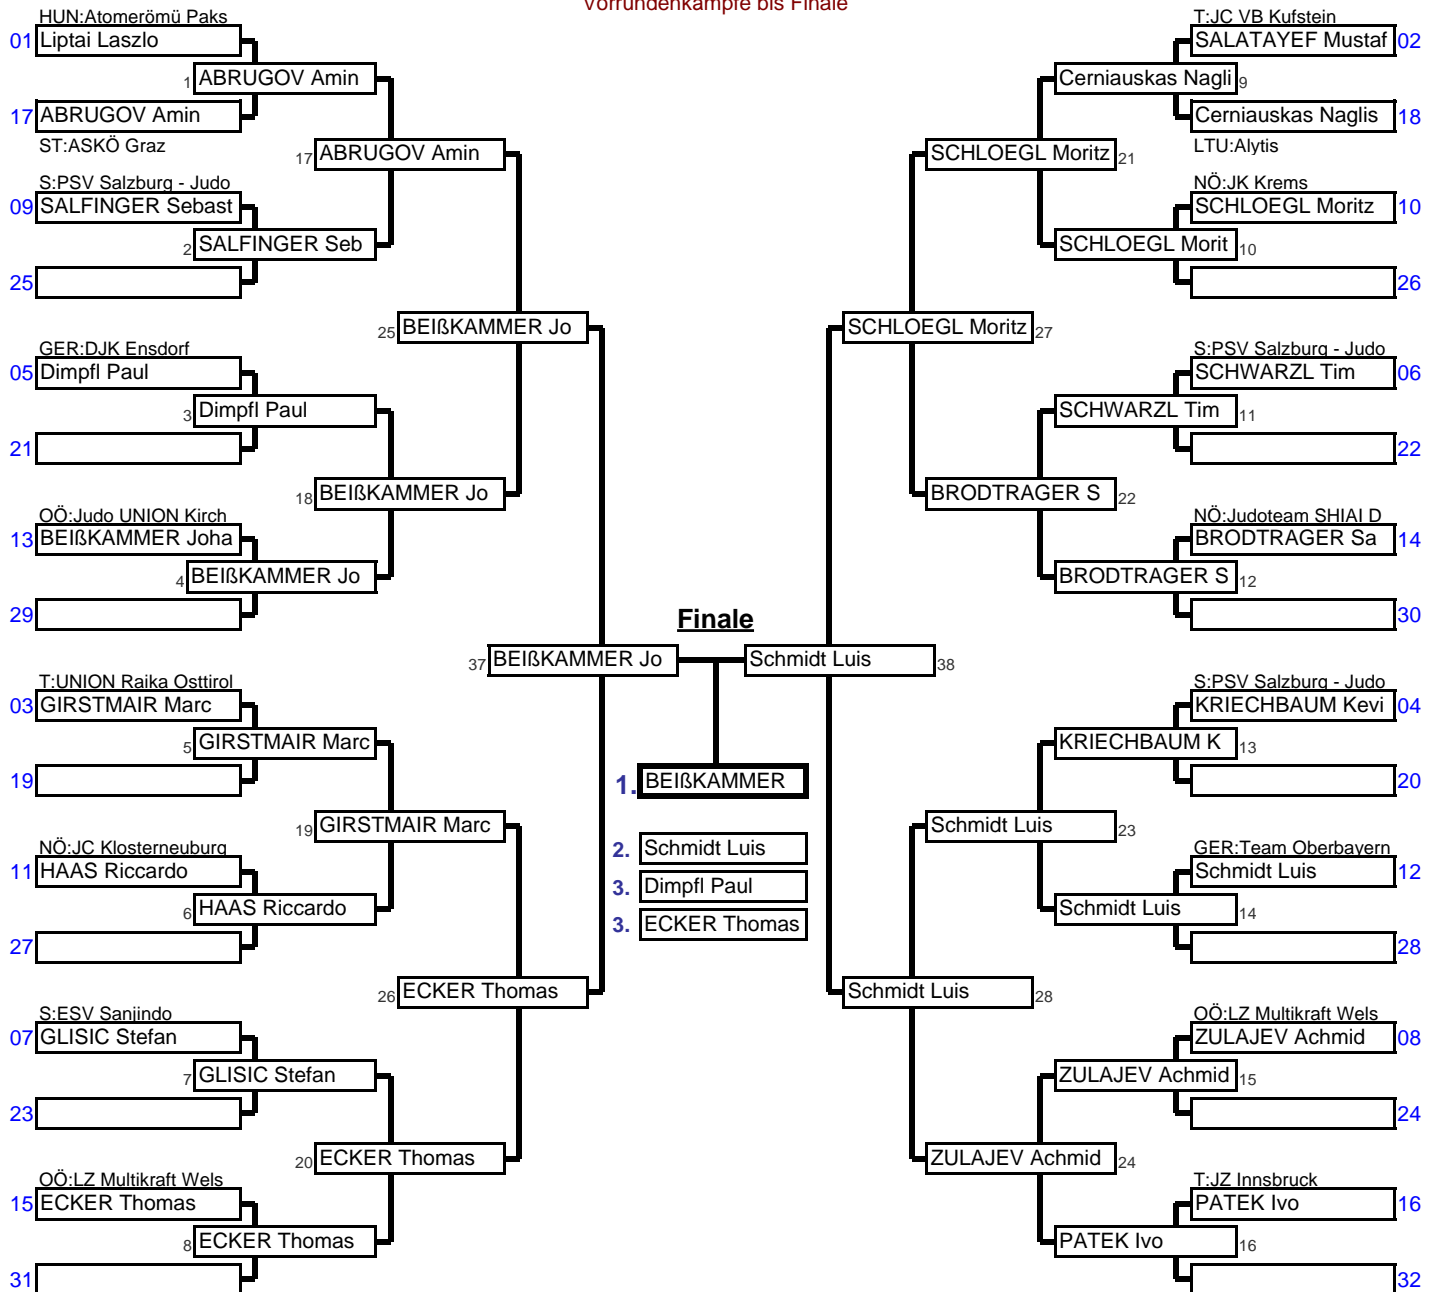 Vorrundenkämpfe bis Finale
HUN:Atomerömü Paks
01 Liptai Laszlo
1 ABRUGOV Amin
17 ABRUGOV Amin
ST:ASKÖ Graz
17 ABRUGOV Amin
S:PSV Salzburg - Judo
09 SALFINGER Sebast
2 SALFINGER Seb
25
25 BEIßKAMMER Jo
GER:DJK Ensdorf
05 Dimpfl Paul
3 Dimpfl Paul
21
18 BEIßKAMMER Jo
OÖ:Judo UNION Kirch
13 BEIßKAMMER Joha
4 BEIßKAMMER Jo
29
37 BEIßKAMMER Jo
T:UNION Raika Osttirol
03 GIRSTMAIR Marc
5 GIRSTMAIR Marc
19
19 GIRSTMAIR Marc
NÖ:JC Klosterneuburg
11 HAAS Riccardo
6 HAAS Riccardo
27
26 ECKER Thomas
S:ESV Sanjindo
07 GLISIC Stefan
7 GLISIC Stefan
23
20 ECKER Thomas
OÖ:LZ Multikraft Wels
15 ECKER Thomas
8 ECKER Thomas
31
Finale
1. BEIßKAMMER
2. Schmidt Luis
3. Dimpfl Paul
3. ECKER Thomas
T:JC VB Kufstein
SALATAYEF Mustaf 02
Cerniauskas Nagli 9
Cerniauskas Naglis 18
LTU:Alytis
SCHLOEGL Moritz 21
NÖ:JK Krems
SCHLOEGL Moritz 10
SCHLOEGL Morit 10
26
SCHLOEGL Moritz 27
S:PSV Salzburg - Judo
SCHWARZL Tim 06
SCHWARZL Tim 11
22
BRODTRAGER S 22
NÖ:Judoteam SHIAI D
BRODTRAGER Sa 14
BRODTRAGER S 12
30
Schmidt Luis 38
S:PSV Salzburg - Judo
KRIECHBAUM Kevi 04
KRIECHBAUM K 13
20
Schmidt Luis 23
GER:Team Oberbayern
Schmidt Luis 12
Schmidt Luis 14
28
Schmidt Luis 28
OÖ:LZ Multikraft Wels
ZULAJEV Achmid 08
ZULAJEV Achmid 15
24
ZULAJEV Achmid 24
T:JZ Innsbruck
PATEK Ivo 16
PATEK Ivo 16
32